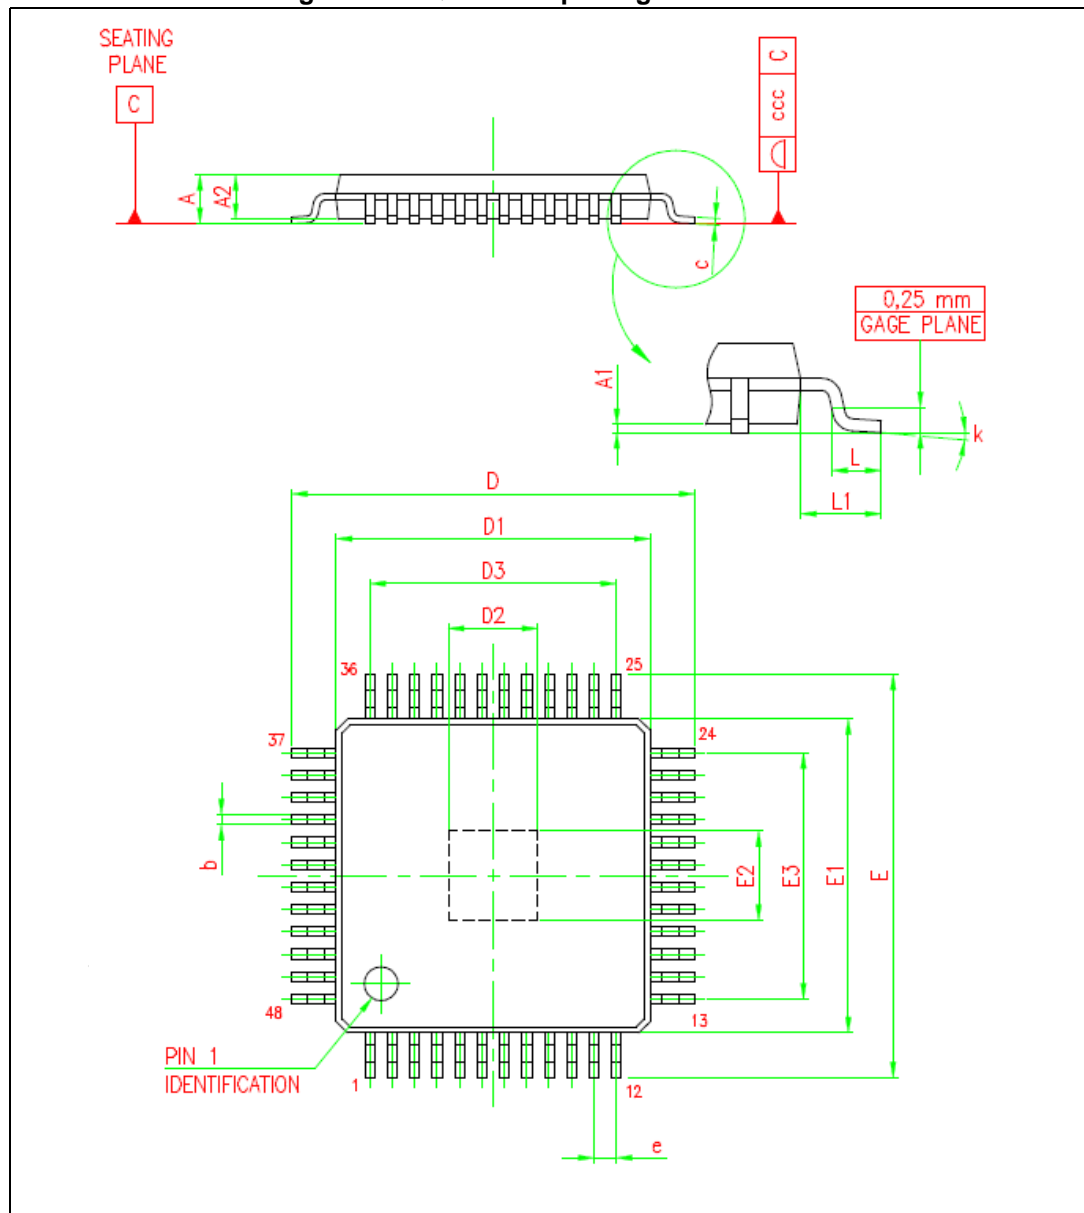 SEATING
PLANE
C
C
ccc
A
A2
c
0,25 mm
GAGE PLANE
A1
k
L
L1
D
D1
D3
D2
36
25
37
24
b
E2
E3
E1
E
48
13
PIN 1
IDENTIFICATION
1
12
e